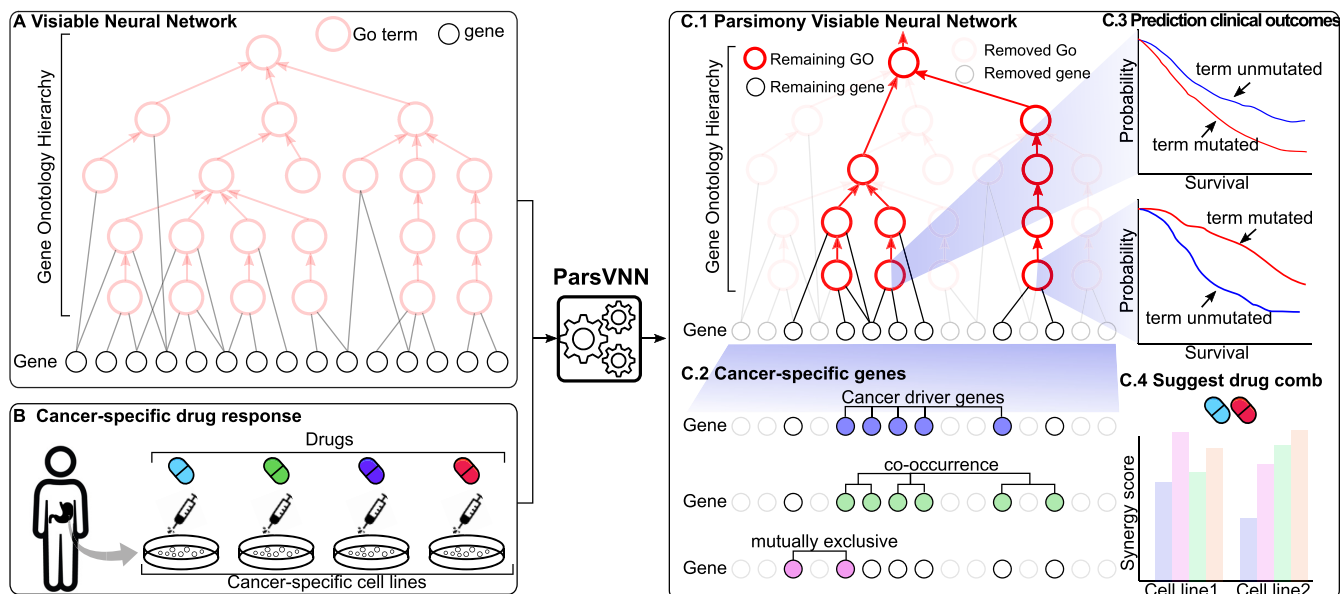 A Visiable Neural Network
Go term
gene
Gene Onotology Hierarchy
Gene
B Cancer-specific drug response
Drugs
Cancer-specific cell lines
ParsVNN
C.1 Parsimony Visiable Neural Network
Remaining GO
Remaining gene
Removed Go
Removed gene
Gene Onotology Hierarchy
Gene
C.2 Cancer-specific genes
Cancer driver genes
Gene
co-occurrence
Gene
mutually exclusive
Gene
C.3 Prediction clinical outcomes
Probability
term unmutated
term mutated
Survival
Probability
term mutated
term unmutated
Survival
C.4 Suggest drug comb
Synergy score
Cell line1
Cell line2